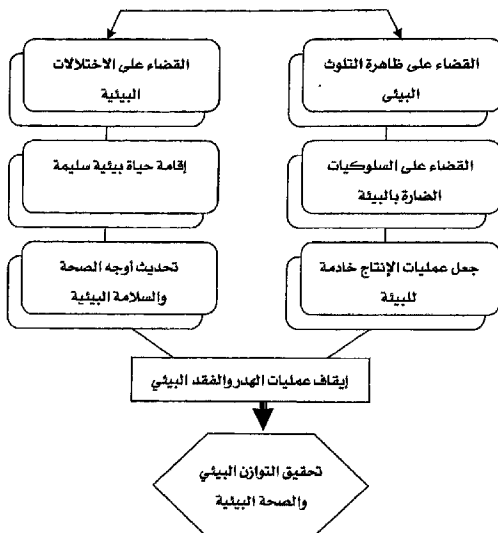 القضاء على ظاهرة التلوث
البيئى
القضاء على الاختلالات
البيئية
القضاء على السلوكيات
الضارة بالبيئة
إقامة حياة بيئية سليمة
جعل عمليات الإنتاج خادمة
للبيئة
تحديث أوجه الصحة
والسلامة البيئية
إيقاف عمليات الهدر والفقد البيئي
تحقيق التوازن البيئي
والصحة البيئية